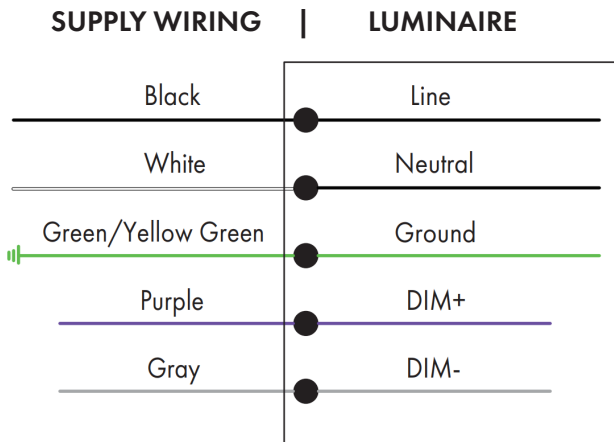 SUPPLY WIRING | LUMINAIRE
Black Line
White Neutral
Green/Yellow Green Ground
Purple DIM+
Gray DIM-